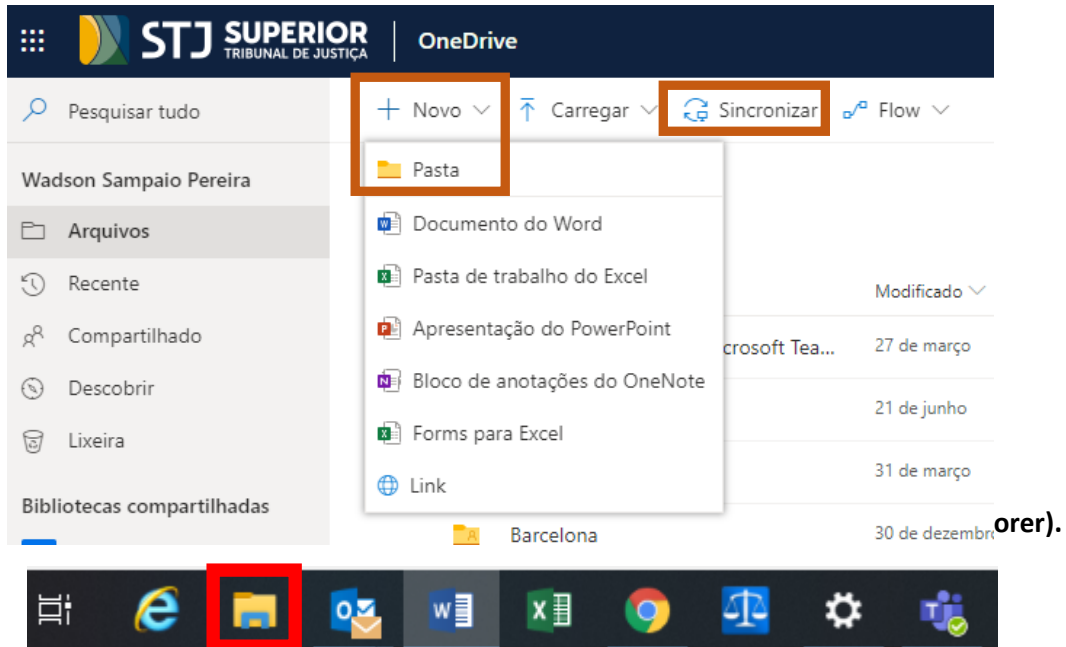 STJ SUPERIOR
TRIBUNAL DE JUSTIÇA
OneDrive
Pesquisar tudo
Novo
Carregar
Sincronizar
Flow
Wadson Sampaio Pereira
Arquivos
Recente
Compartilhado
Descobrir
Lixeira
Bibliotecas compartilhadas
Pasta
Documento do Word
Pasta de trabalho do Excel
Apresentação do PowerPoint
Bloco de anotações do OneNote
Forms para Excel
Link
Modificado
crosoft Tea... 27 de março
21 de junho
31 de março
Barcelona 30 de dezembro
orer).